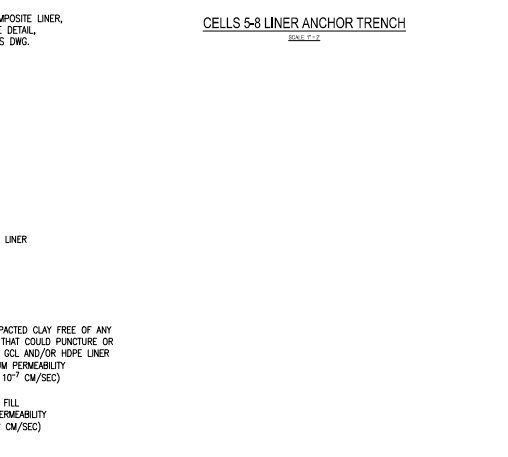 MPOSITE LINER,
DETAIL,
S DWG.
CELLS 5-8 LINER ANCHOR TRENCH
SCALE: 1" = 2'
LINER
PACTED CLAY FREE OF ANY
THAT COULD PUNCTURE OR
GCL AND/OR HDPE LINER
M PERMEABILITY
10⁻⁷ CM/SEC)
FILL
ERMEABILITY
CM/SEC)